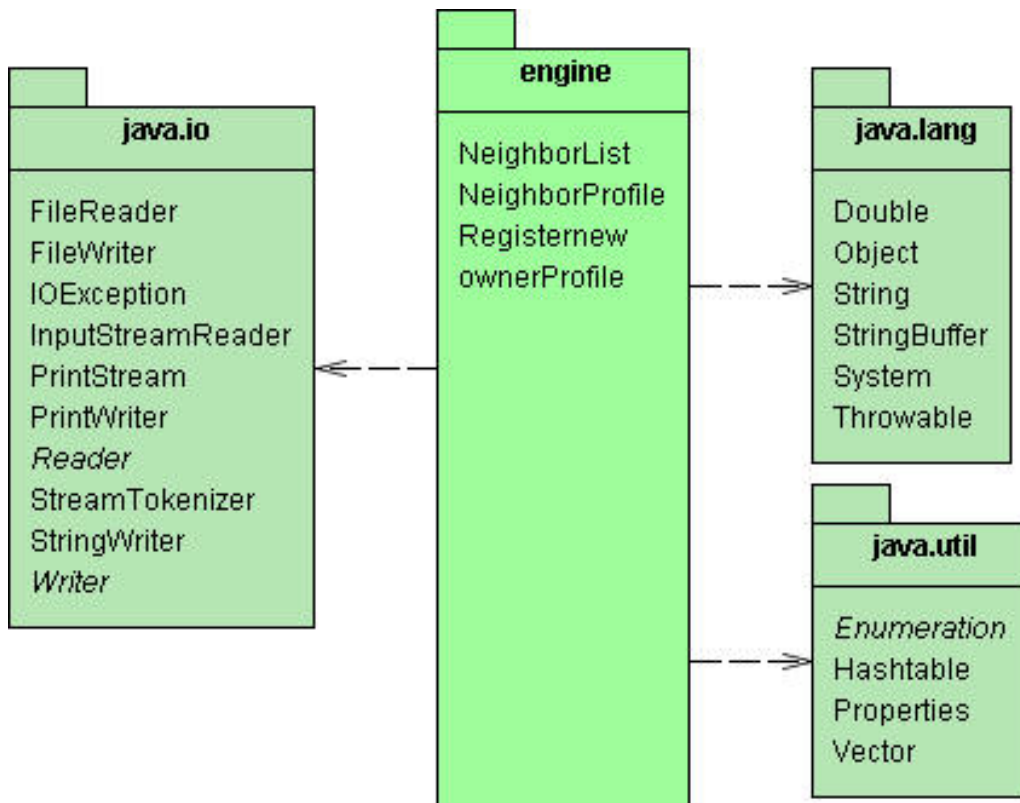 java.io
FileReader
FileWriter
IOException
InputStreamReader
PrintStream
PrintWriter
Reader
StreamTokenizer
StringWriter
Writer
engine
NeighborList
NeighborProfile
Registernew
ownerProfile
java.lang
Double
Object
String
StringBuffer
System
Throwable
java.util
Enumeration
Hashtable
Properties
Vector